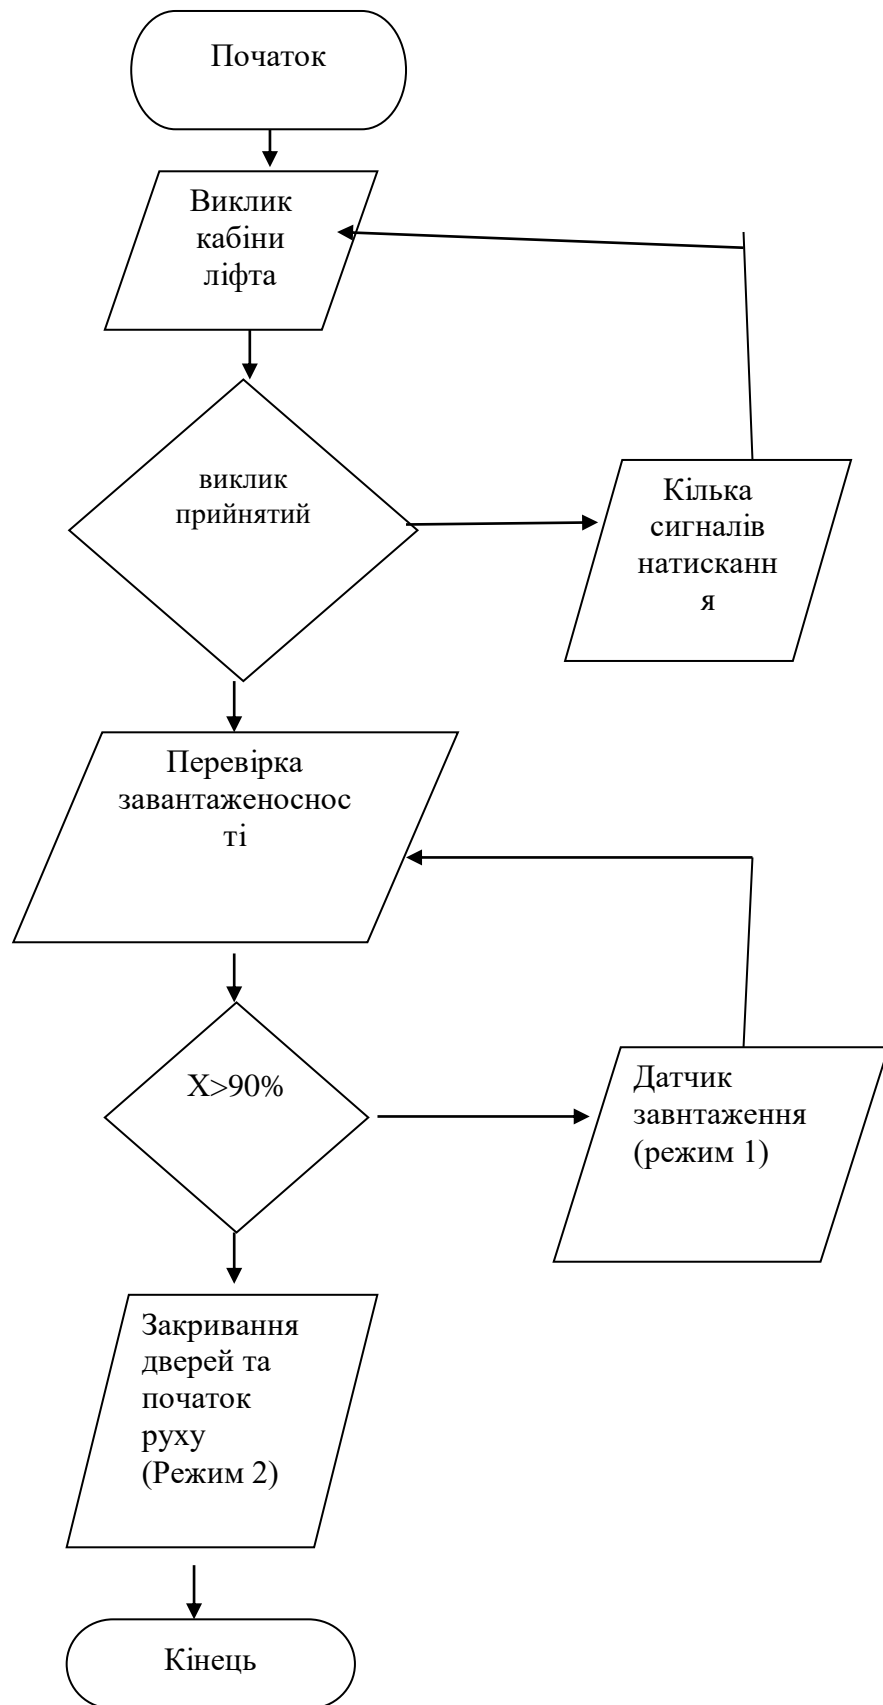 Початок
Виклик
кабіни
ліфта
виклик
прийнятий
Кілька
сигналів
натисканн
я
Перевірка
завантаженоснос
ті
X>90%
Датчик
завнтаження
(режим 1)
Закривання
дверей та
початок
руху
(Режим 2)
Кінець